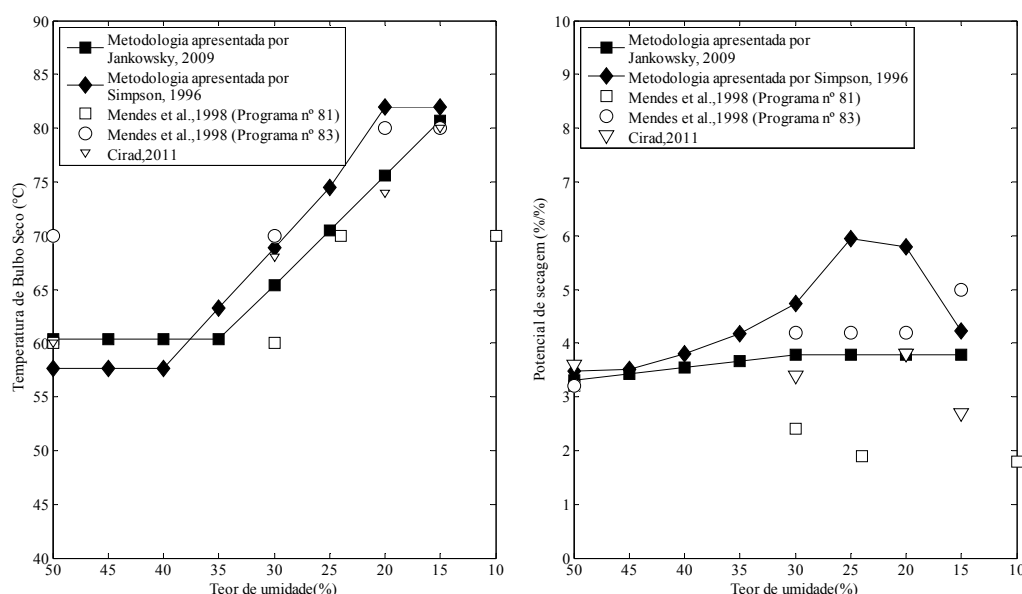 90
85
80
75
70
65
60
55
50
45
40
Temperatura de Bulbo Seco (°C)
Metodologia apresentada por
Jankowsky, 2009
Metodologia apresentada por
Simpson, 1996
Mendes et al.,1998 (Programa nº 81)
Mendes et al.,1998 (Programa nº 83)
Cirad,2011
50 45 40 35 30 25 20 15 10
Teor de umidade(%)
10
9
8
7
6
5
4
3
2
1
0
Potencial de secagem (%/%)
Metodologia apresentada por
Jankowsky, 2009
Metodologia apresentada por Simpson, 1996
Mendes et al.,1998 (Programa nº 81)
Mendes et al.,1998 (Programa nº 83)
Cirad,2011
50 45 40 35 30 25 20 15 10
Teor de umidade(%)